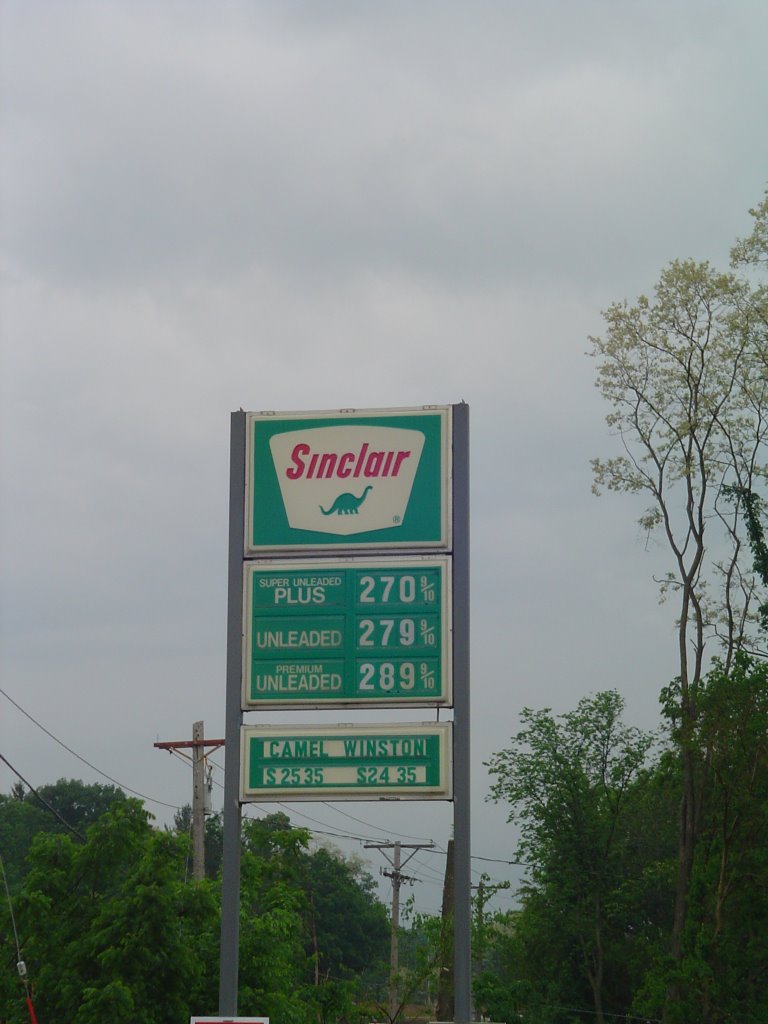 Sinclair
®
SUPER UNLEADED
PLUS 270 9/10
UNLEADED 279 9/10
PREMIUM
UNLEADED 289 9/10
CAMEL WINSTON
$ 25 35 $24 35